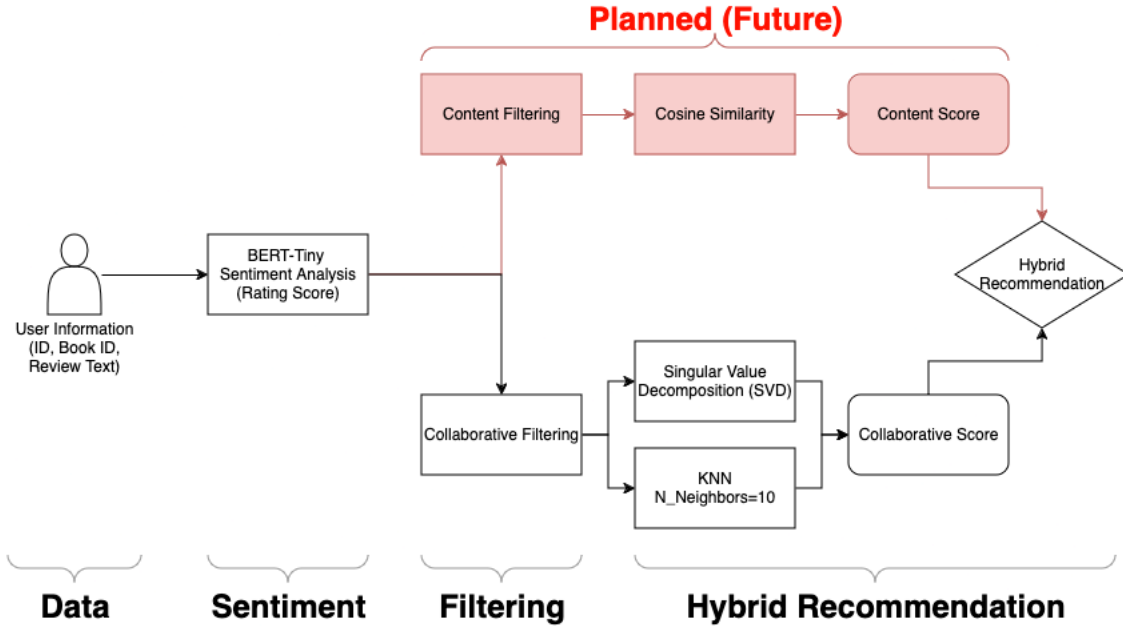 Planned (Future)
Content Filtering
Cosine Similarity
Content Score
User Information
(ID, Book ID,
Review Text)
BERT-Tiny
Sentiment Analysis
(Rating Score)
Hybrid
Recommendation
Collaborative Filtering
Singular Value
Decomposition (SVD)
KNN
N_Neighbors=10
Collaborative Score
Data
Sentiment
Filtering
Hybrid Recommendation